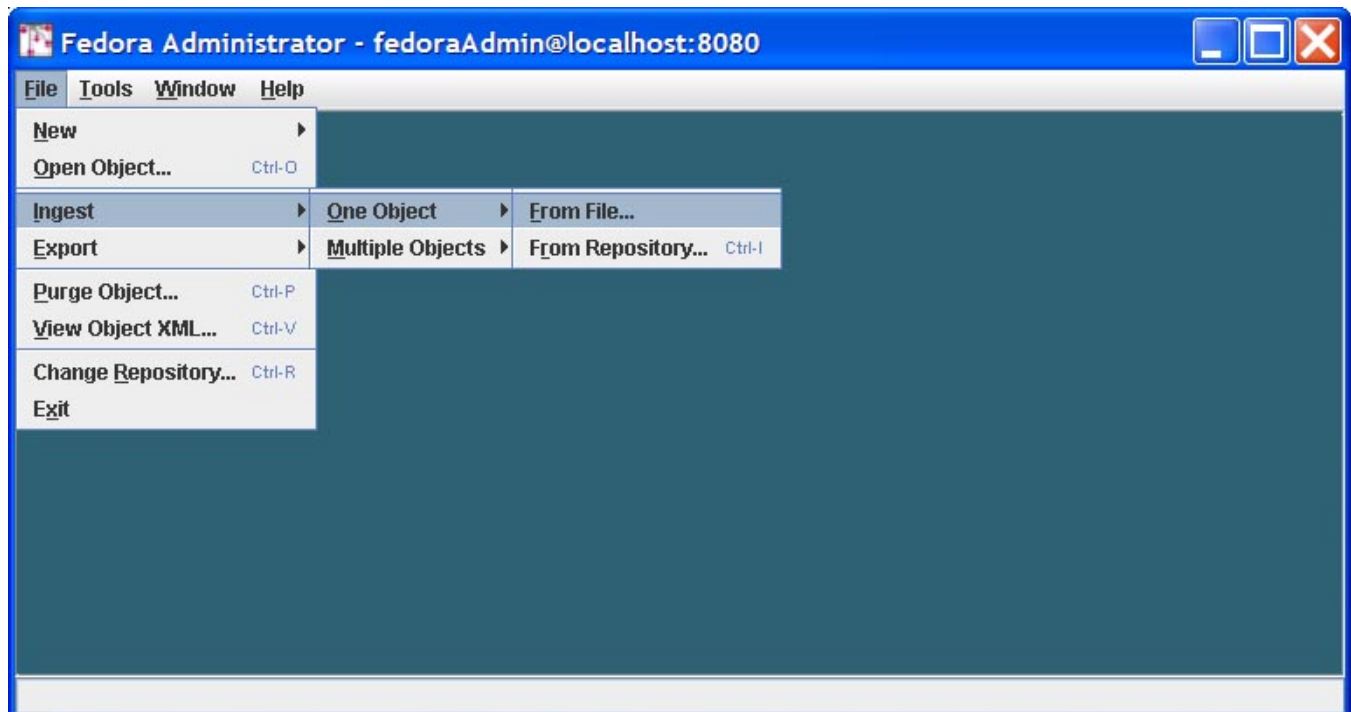 Fedora Administrator - fedoraAdmin@localhost:8080
File Tools Window Help
New
Open Object... Ctrl-O
Ingest One Object From File...
Export Multiple Objects From Repository... Ctrl-I
Purge Object... Ctrl-P
View Object XML... Ctrl-V
Change Repository... Ctrl-R
Exit